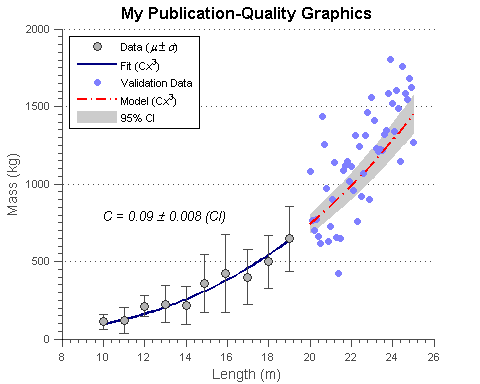 My Publication-Quality Graphics
2000
1500
1000
500
0
Mass (kg)
Data (μ ± σ)
Fit (Cx³)
Validation Data
Model (Cx³)
95% CI
C = 0.09 ± 0.008 (CI)
8 10 12 14 16 18 20 22 24 26
Length (m)